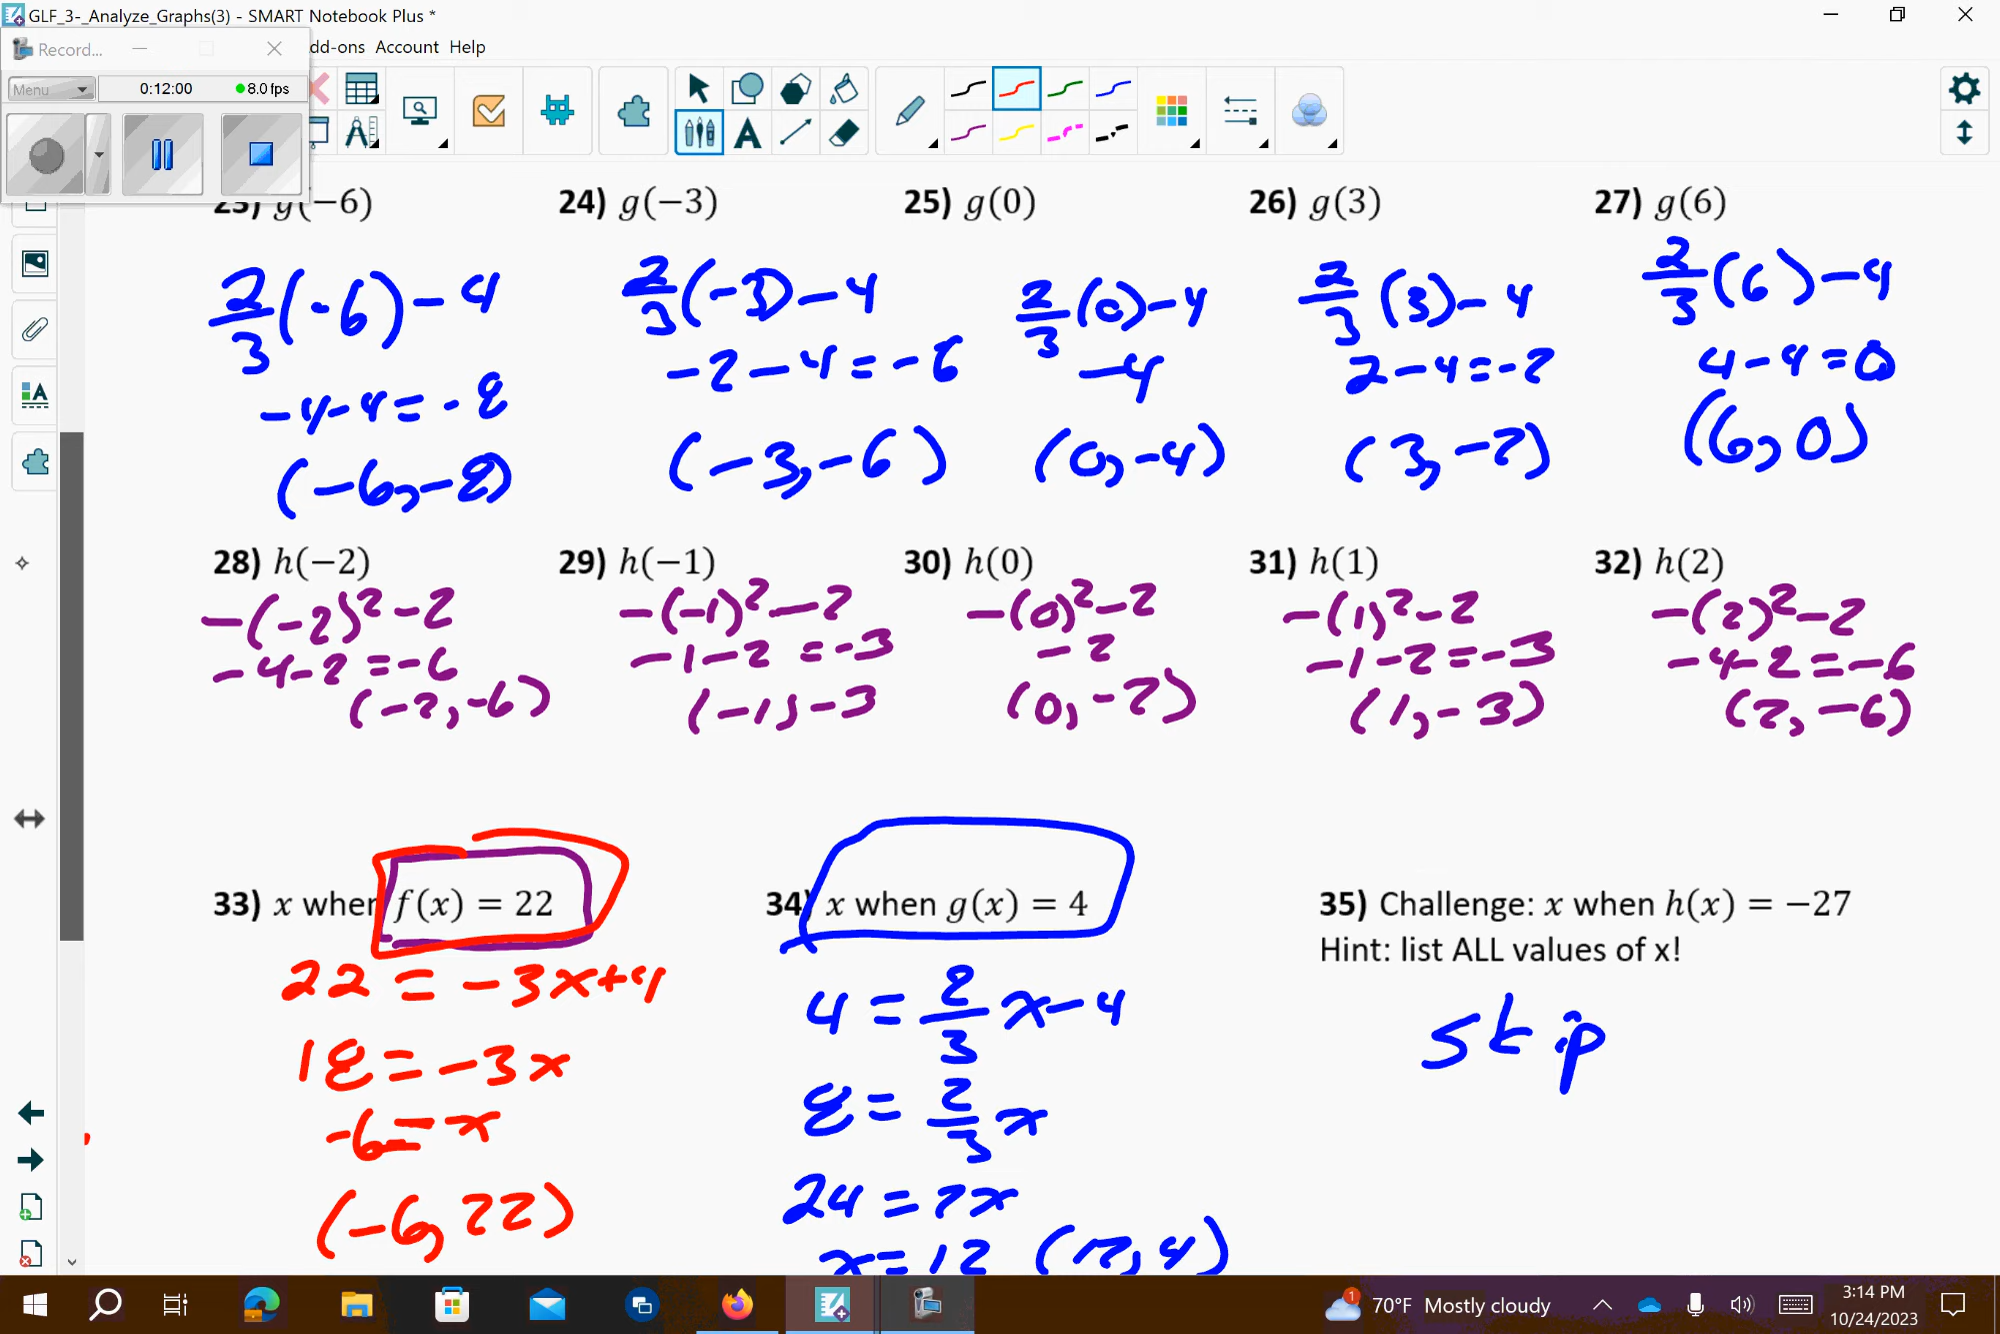 GLF_3-_Analyze_Graphs(3) - SMART Notebook Plus *
Record...
dd-ons Account Help
Menu 0:12:00 8.0 fps
23) g(−6) 24) g(−3) 25) g(0) 26) g(3) 27) g(6)
2/3(-6)-4 2/3(-3)-4 2/3(0)-4 2/3(3)-4 2/3(6)-4
-4-4=-8 -2-4=-6 -4 2-4=-2 4-4=0
(-6,-8) (-3,-6) (0,-4) (3,-2) (6,0)
28) h(−2) 29) h(−1) 30) h(0) 31) h(1) 32) h(2)
-(-2)²-2 -(-1)²-2 -(0)²-2 -(1)²-2 -(2)²-2
-4-2=-6 -1-2=-3 -2 -1-2=-3 -4-2=-6
(-2,-6) (-1,-3 (0,-2) (1,-3) (2,-6)
33) x when f(x) = 22 34) x when g(x) = 4 35) Challenge: x when h(x) = −27
Hint: list ALL values of x!
22=-3x+4 4=2/3x-4 skip
18=-3x 8=2/3x
-6=x 24=2x
(-6,22) x=12 (12,4)
1 70°F Mostly cloudy
3:14 PM
10/24/2023